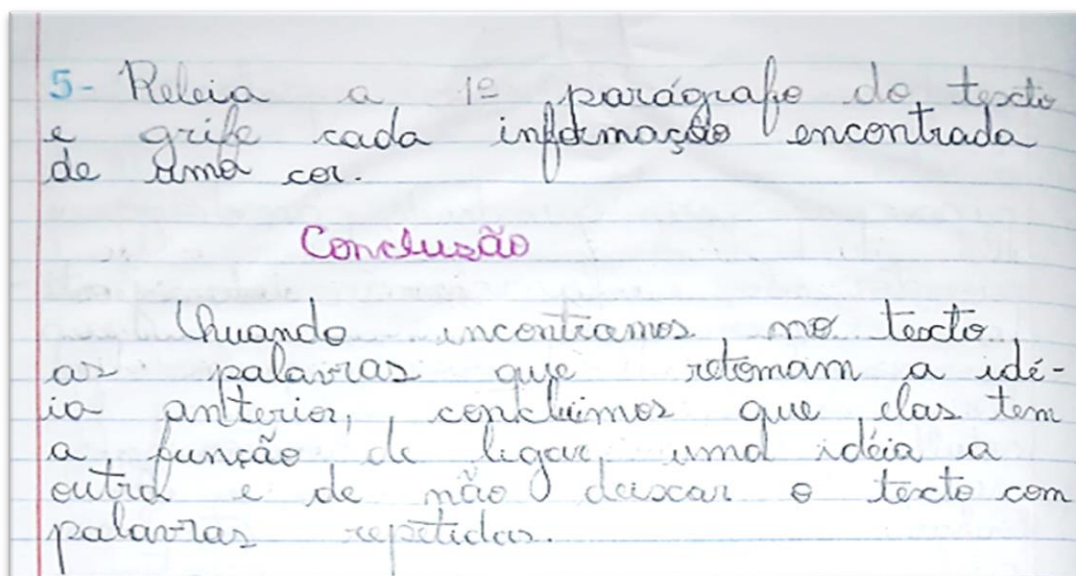 5- Releia a 1º parágrafo do texto
e grife cada informação encontrada
de uma cor.
Conclusão
Quando encontramos no texto,
as palavras que retomam a idé-
ia anterior, concluimos que elas tem
a função de ligar uma idéia a
outra e de não deixar o texto com
palavras repetidas.